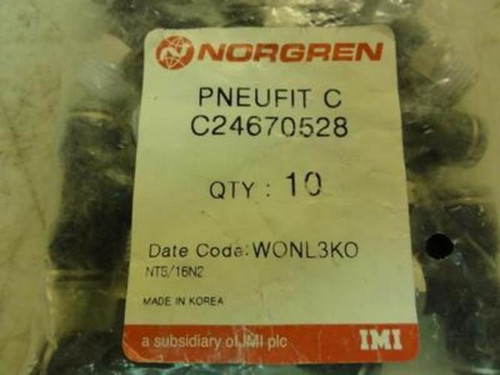 NORGREN
PNEUFIT C
C24670528
QTY : 10
Date Code: WONL3KO
NT5/16N2
MADE IN KOREA
a subsidiary of IMI plc IMI